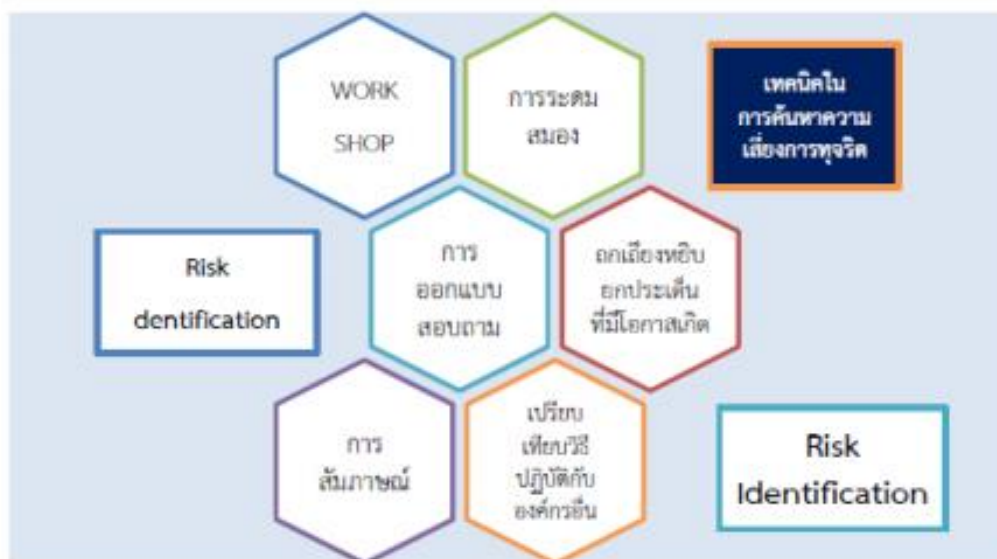 WORK
SHOP
การระดม
สมอง
เทคนิคใน
การค้นหาความ
เสี่ยงการทุจริต
Risk
dentification
การ
ออกแบบ
สอบถาม
ถกเถียงหยิบ
ยกประเด็น
ที่มีโอกาสเกิด
การ
สัมภาษณ์
เปรียบ
เทียบวิธี
ปฏิบัติกับ
องค์กรอื่น
Risk
Identification